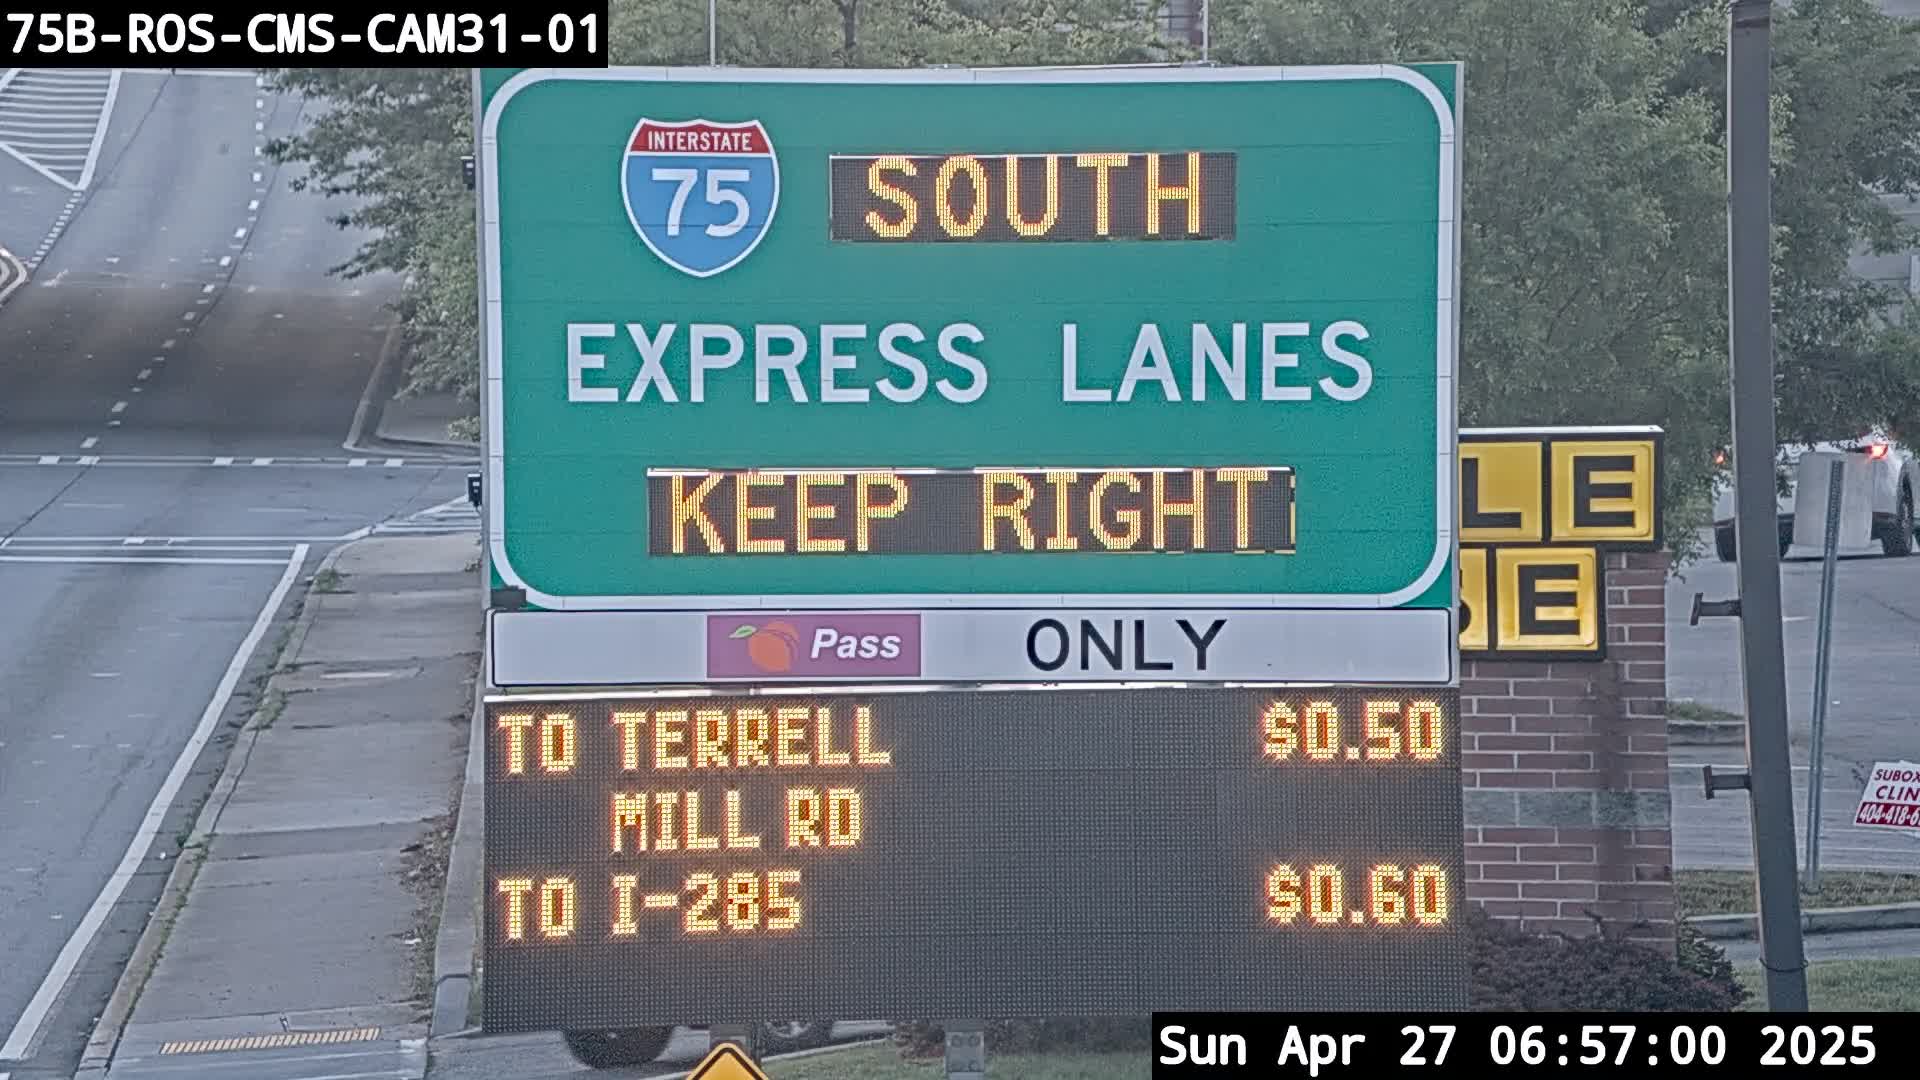 75B-ROS-CMS-CAM31-01
INTERSTATE
75
SOUTH
EXPRESS LANES
KEEP RIGHT
Pass ONLY
TO TERRELL $0.50
MILL RD
TO I-285 $0.60
LE
E
Sun Apr 27 06:57:00 2025